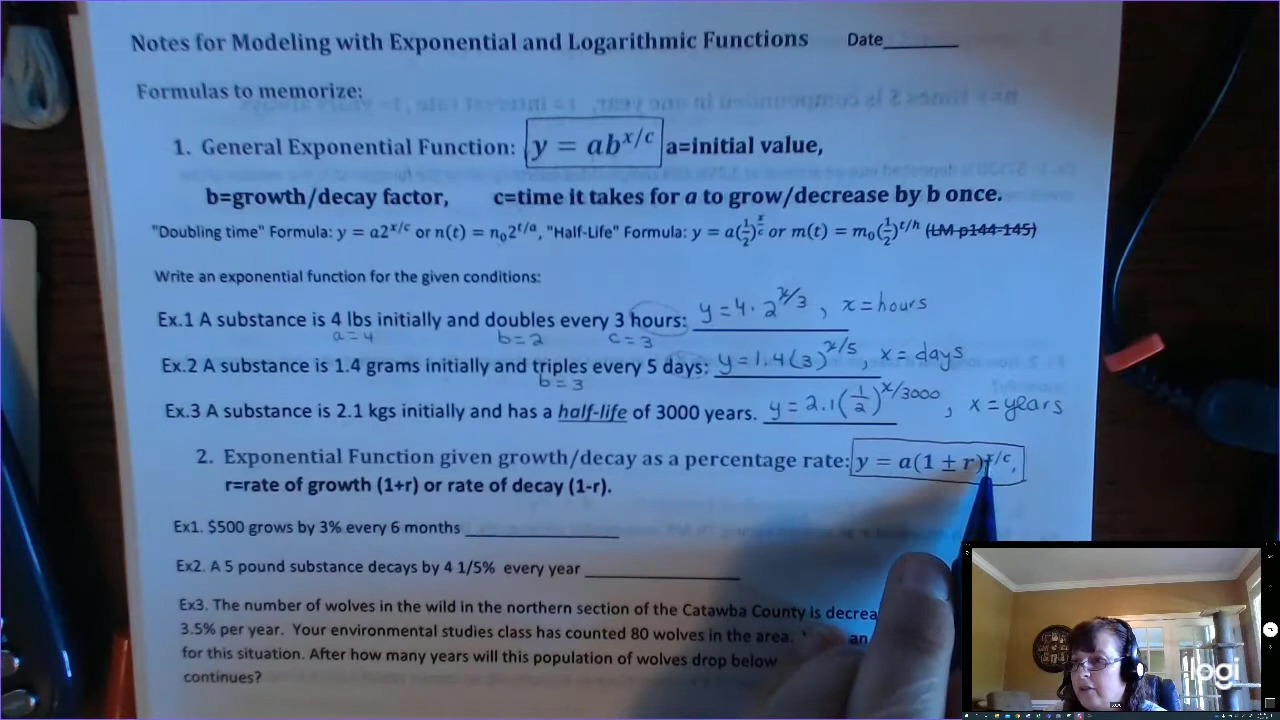 Notes for Modeling with Exponential and Logarithmic Functions Date_______
Formulas to memorize:
1. General Exponential Function: y = ab^{x/c} a=initial value,
b=growth/decay factor, c=time it takes for a to grow/decrease by b once.
"Doubling time" Formula: y = a2^{x/c} or n(t) = n₀2^{t/a}, "Half-Life" Formula: y = a(1/2)^{x/c} or m(t) = m₀(1/2)^{t/h} (LM p144-145)
Write an exponential function for the given conditions:
Ex.1 A substance is 4 lbs initially and doubles every 3 hours: y = 4 · 2^{x/3} , x = hours
a=4 b=2 c=3
Ex.2 A substance is 1.4 grams initially and triples every 5 days: y = 1.4(3)^{x/5} , x = days
b=3
Ex.3 A substance is 2.1 kgs initially and has a half-life of 3000 years. y = 2.1(1/2)^{x/3000} , x = years
2. Exponential Function given growth/decay as a percentage rate: y = a(1 ± r)^{x/c},
r=rate of growth (1+r) or rate of decay (1-r).
Ex1. $500 grows by 3% every 6 months _______________
Ex2. A 5 pound substance decays by 4 1/5% every year _______________
Ex3. The number of wolves in the wild in the northern section of the Catawba County is decrea
3.5% per year. Your environmental studies class has counted 80 wolves in the area. an
for this situation. After how many years will this population of wolves drop below
continues?
logi